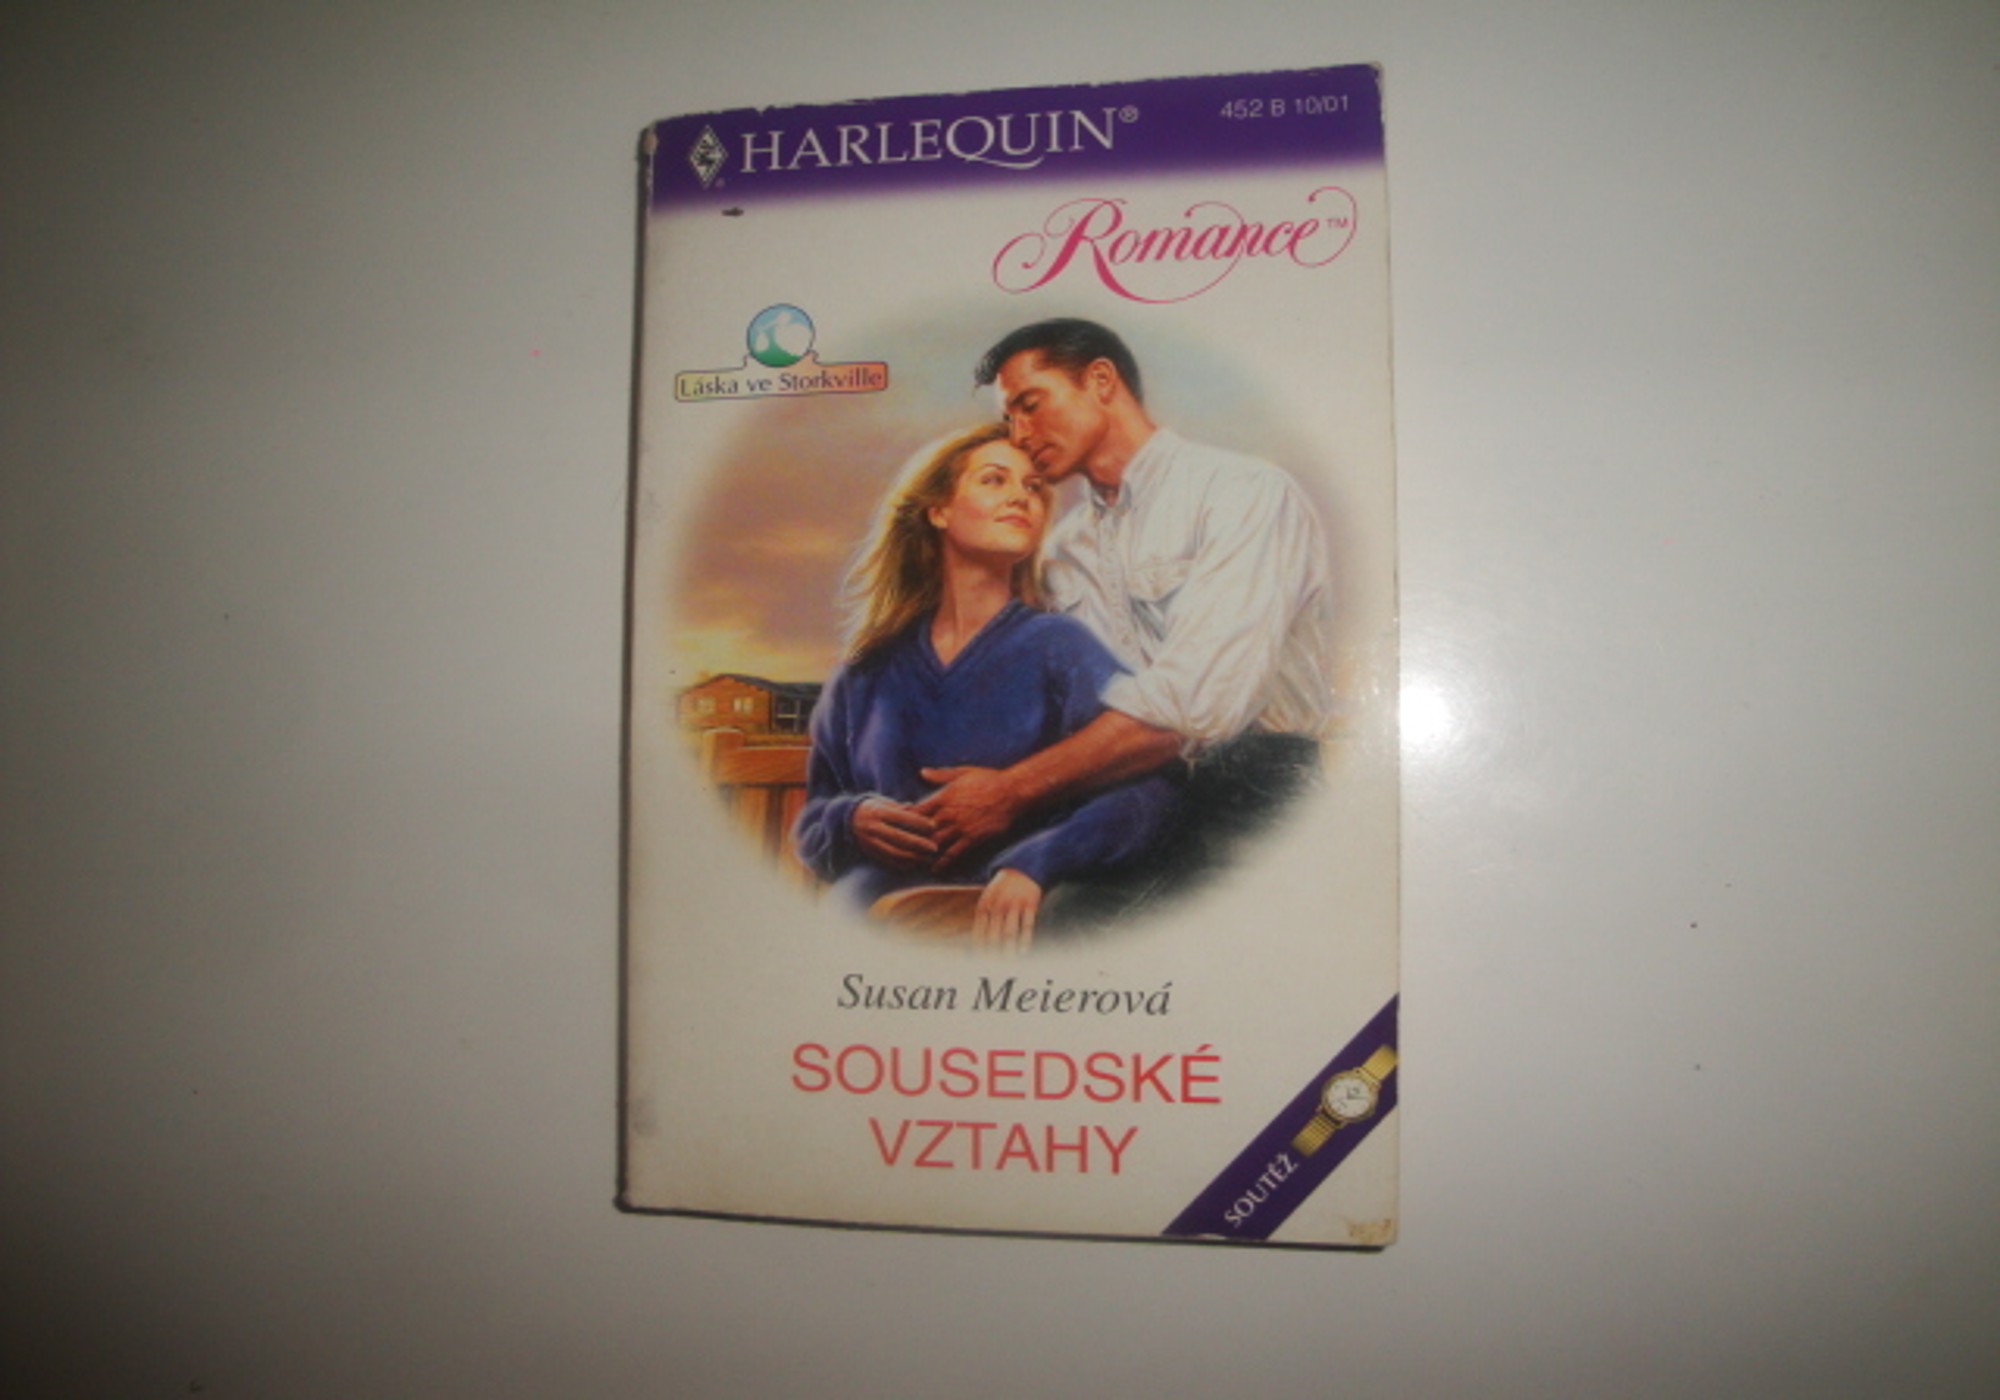 HARLEQUIN®
452 B 10/01
Romance™
Láska ve Storkville
Susan Meierová
SOUSEDSKÉ
VZTAHY
SOUTĚŽ